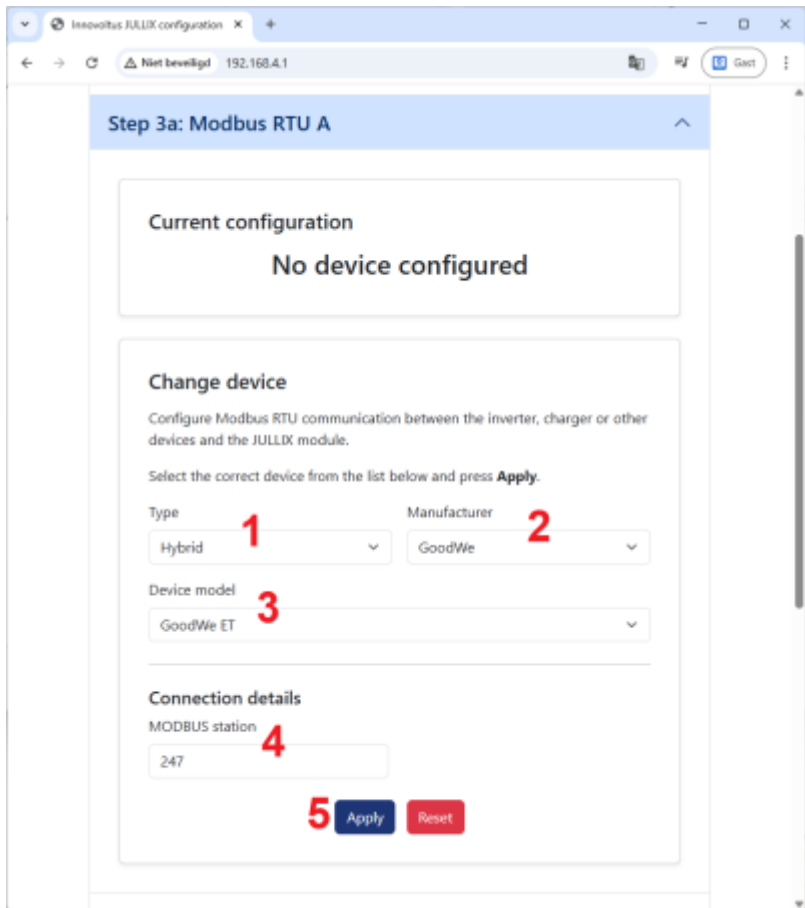 Innovoltus JULLIX configuration
Niet beveiligd 192.168.4.1
Gast
Step 3a: Modbus RTU A
Current configuration
No device configured
Change device
Configure Modbus RTU communication between the inverter, charger or other
devices and the JULLIX module.
Select the correct device from the list below and press Apply.
Type 1 Manufacturer 2
Hybrid GoodWe
Device model 3
GoodWe ET
Connection details
MODBUS station 4
247
5 Apply Reset